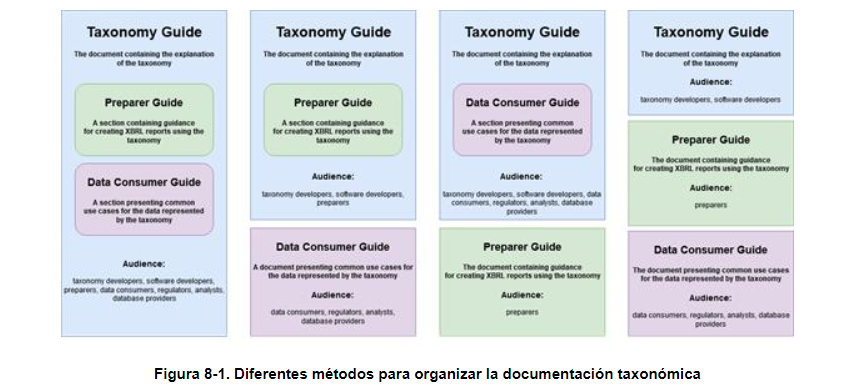 Taxonomy Guide
The document containing the explanation
of the taxonomy
Preparer Guide
A section containing guidance
for creating XBRL reports using the
taxonomy
Data Consumer Guide
A section presenting common
use cases for the data represented
by the taxonomy
Audience:
taxonomy developers, software developers,
preparers, data consumers, regulators, analysts,
database providers
Taxonomy Guide
The document containing the explanation
of the taxonomy
Preparer Guide
A section containing guidance
for creating XBRL reports using the
taxonomy
Audience:
taxonomy developers, software developers,
preparers
Data Consumer Guide
A document presenting common use cases for
the data represented by the taxonomy
Audience:
data consumers, regulators, analysts,
database providers
Taxonomy Guide
The document containing the explanation
of the taxonomy
Data Consumer Guide
A section presenting common
use cases for the data represented
by the taxonomy
Audience:
taxonomy developers, software developers, data
consumers, regulators, analysts, database
providers
Preparer Guide
The document containing guidance
for creating XBRL reports using the taxonomy
Audience:
preparers
Taxonomy Guide
The document containing the explanation
of the taxonomy
Audience:
taxonomy developers, software developers
Preparer Guide
The document containing guidance
for creating XBRL reports using the taxonomy
Audience:
preparers
Data Consumer Guide
The document presenting common use cases
for the data represented by the taxonomy
Audience:
data consumers, regulators, analysts, database
providers
Figura 8-1. Diferentes métodos para organizar la documentación taxonómica